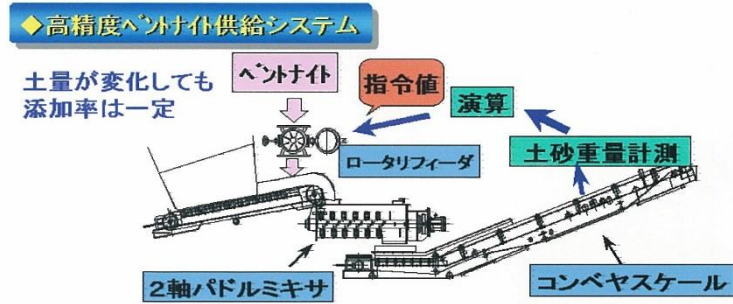 ◆高精度ベントナイト供給システム
土量が変化しても
添加率は一定
ベントナイト
指令値
演算
ロータリフィーダ
土砂重量計測
2軸パドルミキサ
コンベヤスケール